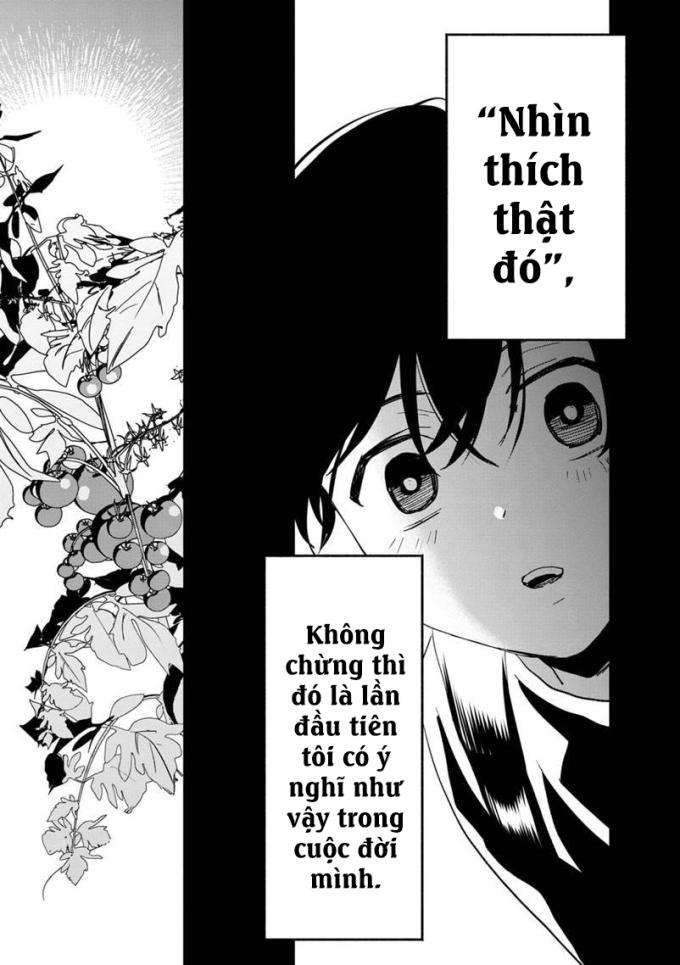 “Nhìn
thích
thật
đó”,
Không
chừng thì
đó là lần
đầu tiên
tôi có ý
nghĩ như
vậy trong
cuộc đời
mình.